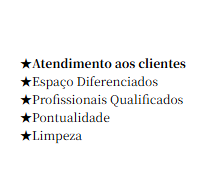 ★Atendimento aos clientes
★Espaço Diferenciados
★Profissionais Qualificados
★Pontualidade
★Limpeza